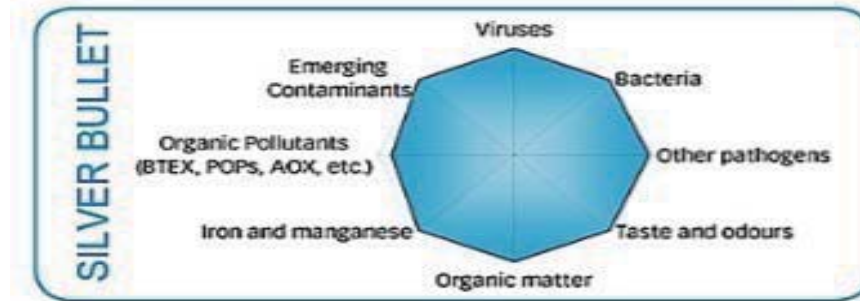 SILVER BULLET
Viruses
Emerging
Contaminants
Bacteria
Organic Pollutants
(BTEX, POPs, AOX, etc.)
Other pathogens
Iron and manganese
Taste and odours
Organic matter